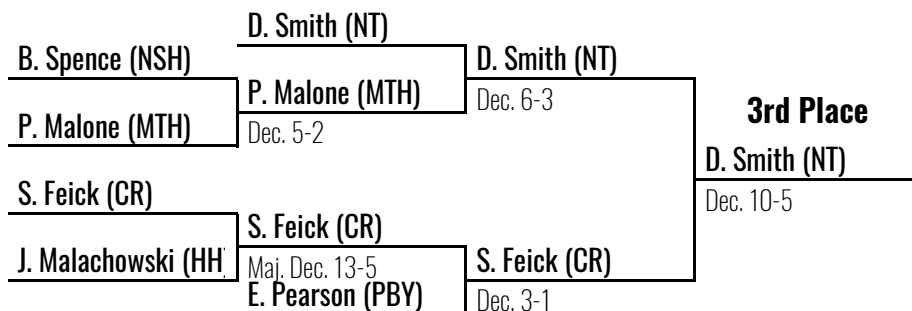 D. Smith (NT)
B. Spence (NSH)
D. Smith (NT)
P. Malone (MTH)
Dec. 6-3
3rd Place
P. Malone (MTH)
Dec. 5-2
D. Smith (NT)
S. Feick (CR)
Dec. 10-5
S. Feick (CR)
J. Malachowski (HH)
Maj. Dec. 13-5
S. Feick (CR)
E. Pearson (PBY)
Dec. 3-1